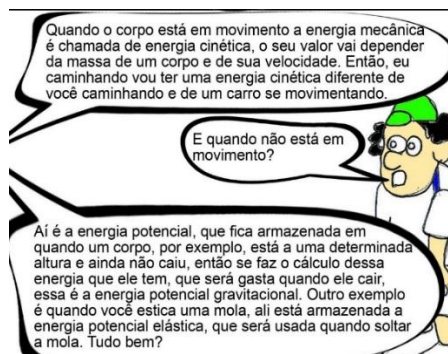 Quando o corpo está em movimento a energia mecânica
é chamada de energia cinética, o seu valor vai depender
da massa de um corpo e de sua velocidade. Então, eu
caminhando vou ter uma energia cinética diferente de
você caminhando e de um carro se movimentando.
E quando não está em
movimento?
Aí é a energia potencial, que fica armazenada em
quando um corpo, por exemplo, está a uma determinada
altura e ainda não caiu, então se faz o cálculo dessa
energia que ele tem, que será gasta quando ele cair,
essa é a energia potencial gravitacional. Outro exemplo
é quando você estica uma mola, ali está armazenada a
energia potencial elástica, que será usada quando soltar
a mola. Tudo bem?